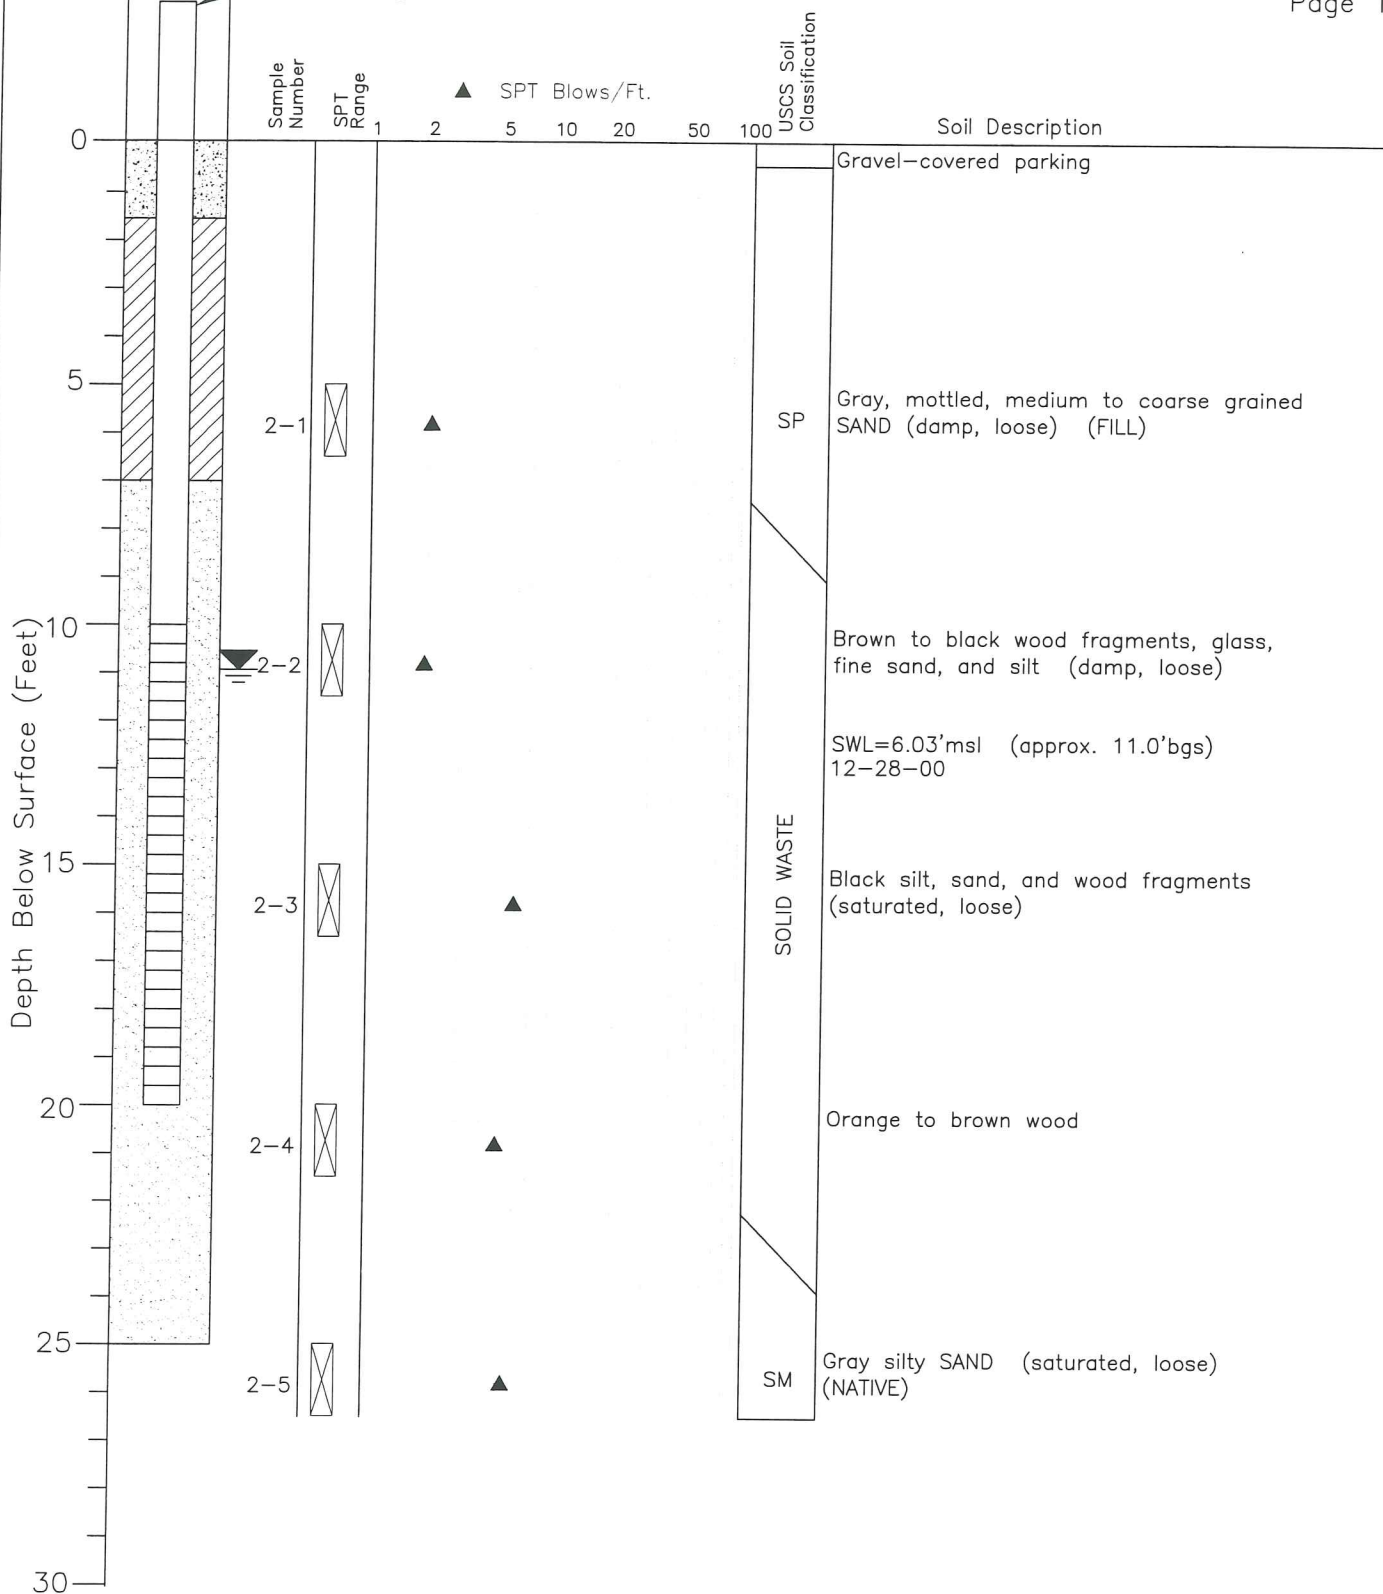 Page 1
Sample Number
SPT Range
▲ SPT Blows/Ft.
1 2 5 10 20 50 100
USCS Soil Classification
Soil Description
0
Gravel-covered parking
5
2-1
SP
Gray, mottled, medium to coarse grained
SAND (damp, loose) (FILL)
Depth Below Surface (Feet)
10
2-2
Brown to black wood fragments, glass,
fine sand, and silt (damp, loose)
SWL=6.03'msl (approx. 11.0'bgs)
12-28-00
SOLID WASTE
15
2-3
Black silt, sand, and wood fragments
(saturated, loose)
20
2-4
Orange to brown wood
25
2-5
SM
Gray silty SAND (saturated, loose)
(NATIVE)
30